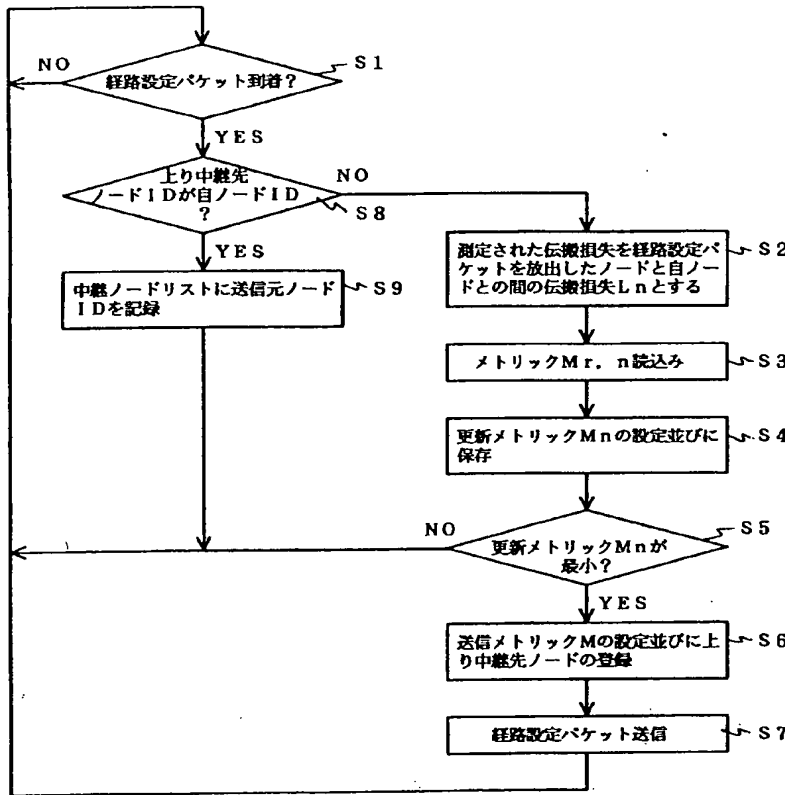 NO
経路設定パケット到着?
S1
YES
上り中継先
ノードIDが自ノードID
?
NO
S8
YES
中継ノードリストに送信元ノード
IDを記録
S9
測定された伝搬損失を経路設定パ
ケットを放出したノードと自ノー
ドとの間の伝搬損失Lnとする
S2
メトリックMr,n読込み
S3
更新メトリックMnの設定並びに
保存
S4
NO
更新メトリックMnが
最小?
S5
YES
送信メトリックMの設定並びに上
り中継先ノードの登録
S6
経路設定パケット送信
S7